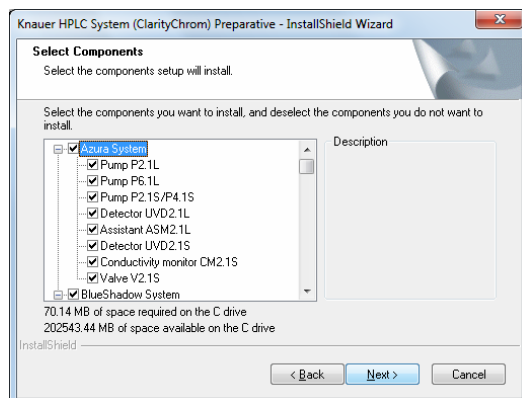 Knauer HPLC System (ClarityChrom) Preparative - InstallShield Wizard
Select Components
Select the components setup will install.
Select the components you want to install, and deselect the components you do not want to
install.
Description
Azura System
Pump P2.1L
Pump P6.1L
Pump P2.1S/P4.1S
Detector UVD2.1L
Assistant ASM2.1L
Detector UVD2.1S
Conductivity monitor CM2.1S
Valve V2.1S
BlueShadow System
70.14 MB of space required on the C drive
202543.44 MB of space available on the C drive
InstallShield
< Back
Next >
Cancel